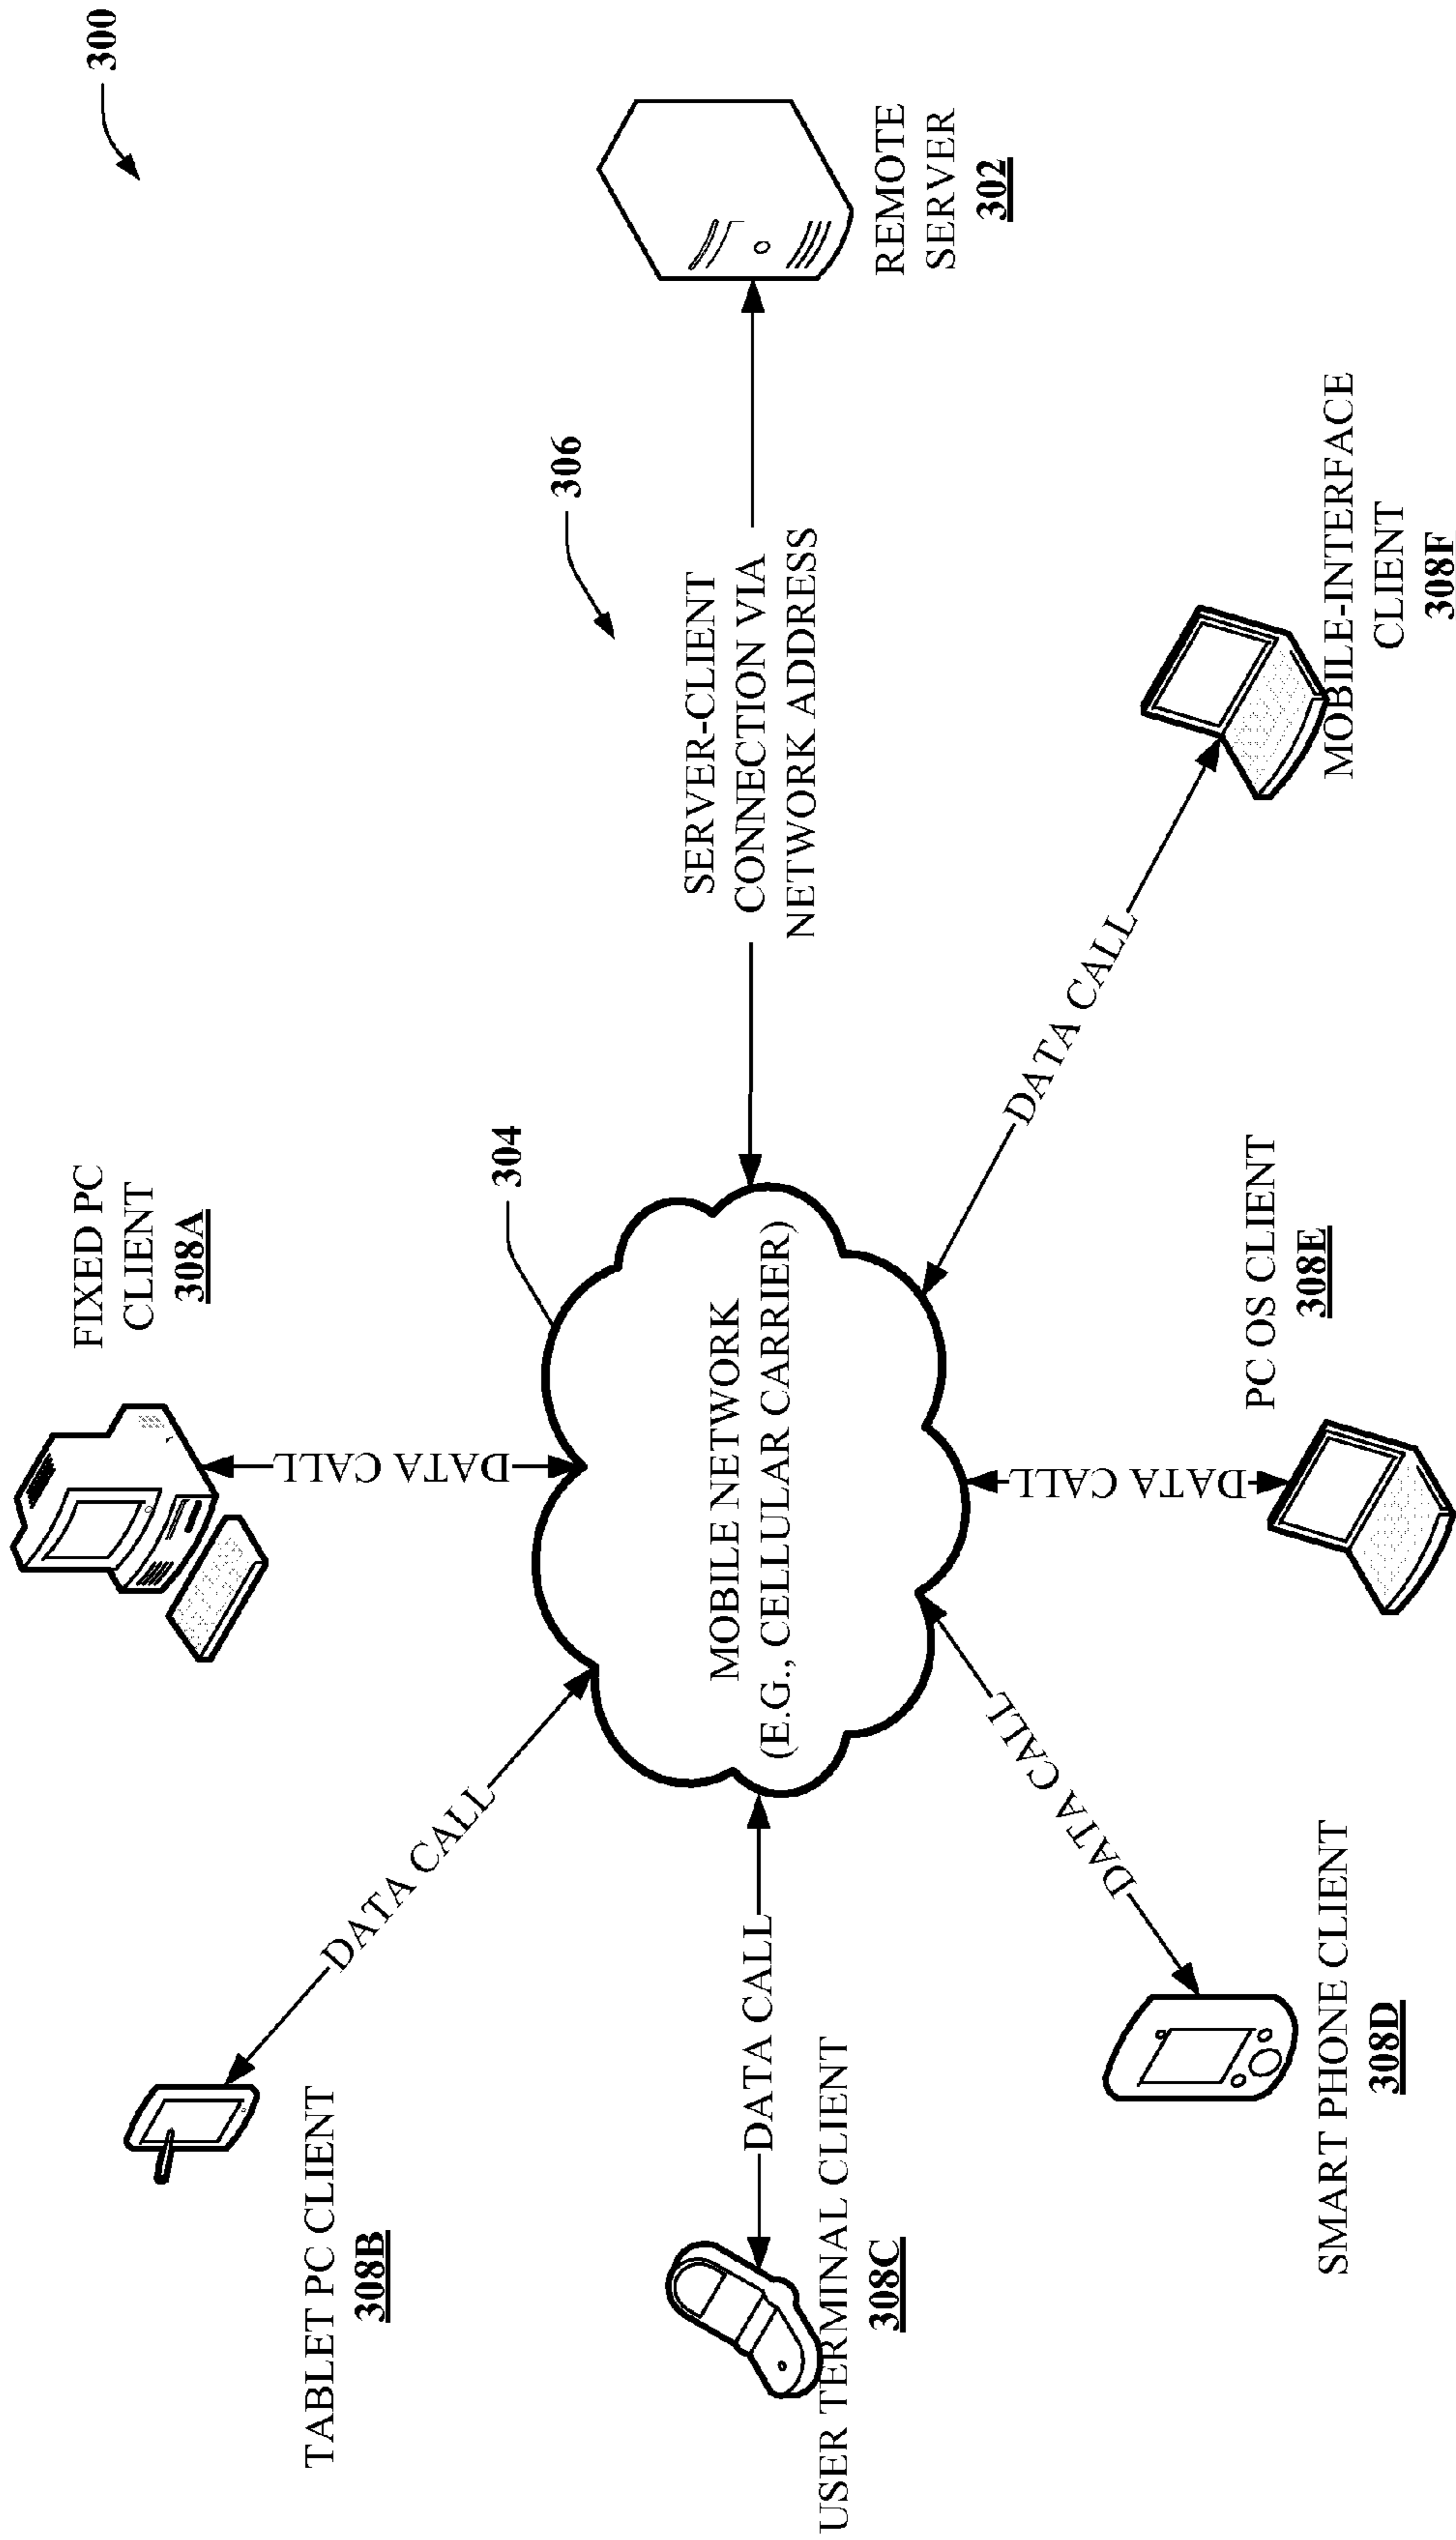 300
FIXED PC
CLIENT
308A
TABLET PC CLIENT
308B
DATA CALL
DATA CALL
304
306
MOBILE NETWORK
(E.G., CELLULAR CARRIER)
SERVER-CLIENT
CONNECTION VIA
NETWORK ADDRESS
REMOTE
SERVER
302
DATA CALL
USER TERMINAL CLIENT
308C
DATA CALL
DATA CALL
DATA CALL
SMART PHONE CLIENT
308D
PC OS CLIENT
308E
MOBILE-INTERFACE
CLIENT
308F